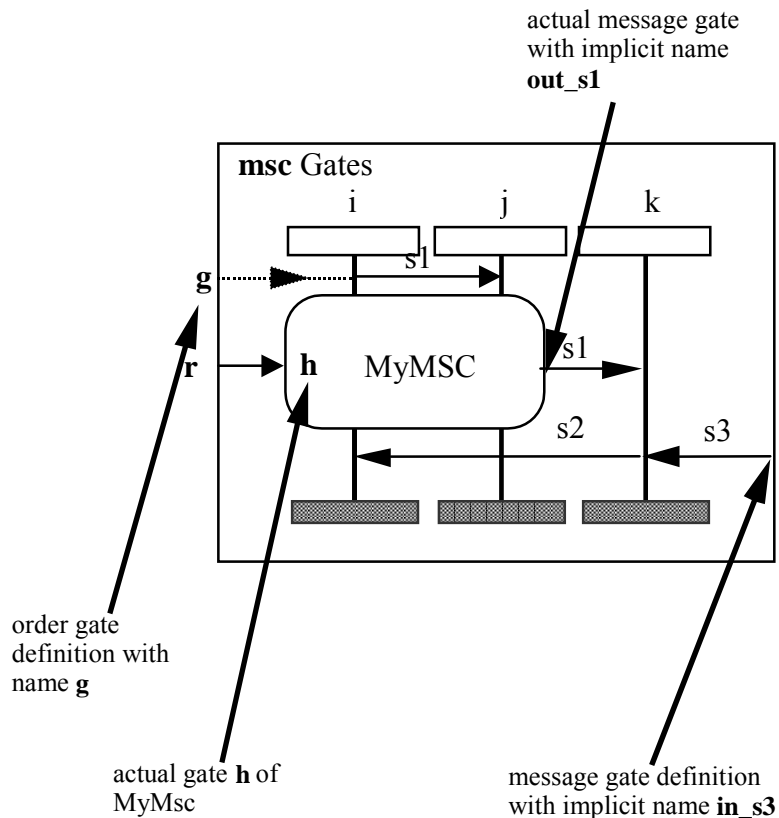 actual message gate
with implicit name
out_s1
msc Gates
i
j
k
s1
g
r
h
MyMSC
s1
s2
s3
order gate
definition with
name g
actual gate h of
MyMsc
message gate definition
with implicit name in_s3